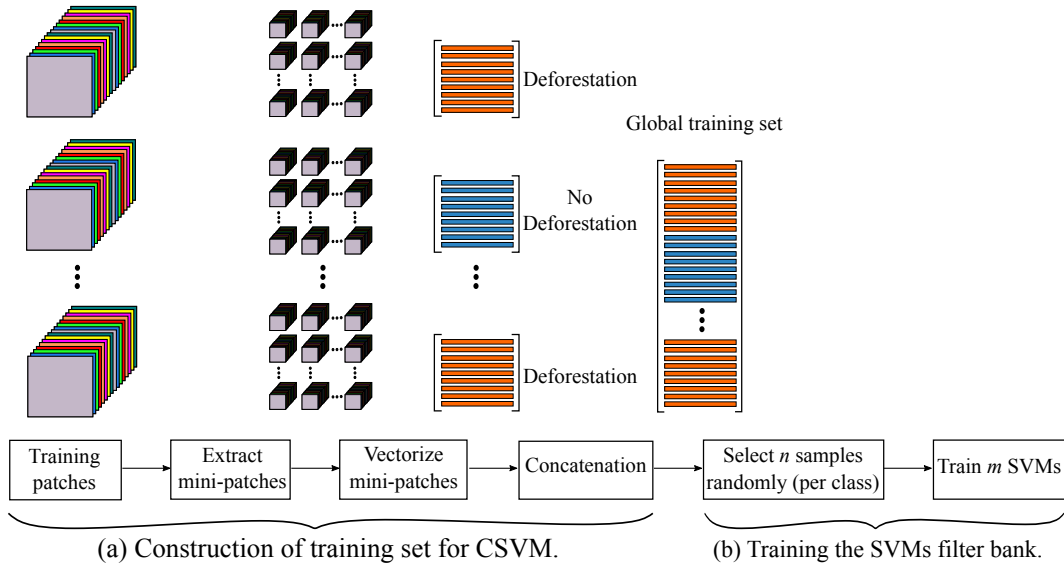 Deforestation
Global training set
No
Deforestation
Deforestation
Training
patches
Extract
mini-patches
Vectorize
mini-patches
Concatenation
Select n samples
randomly (per class)
Train m SVMs
(a) Construction of training set for CSVM.
(b) Training the SVMs filter bank.